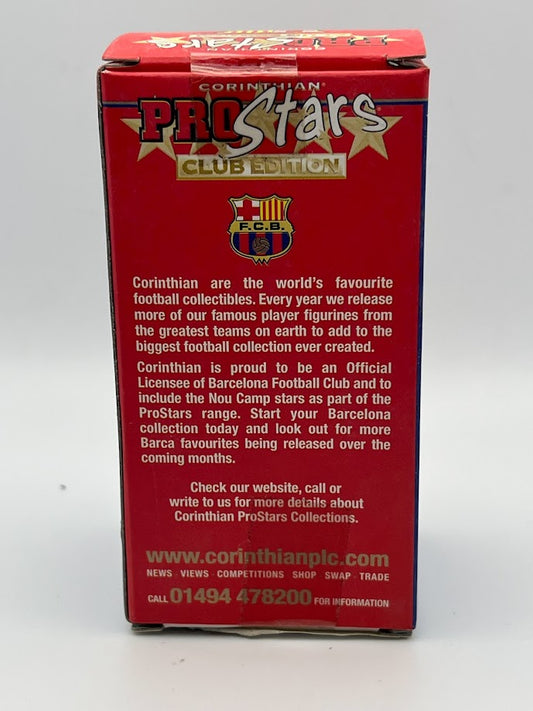 CORINTHIAN
PROStars
CLUB EDITION
F.C.B.
Corinthian are the world's favourite
football collectibles. Every year we release
more of our famous player figurines from
the greatest teams on earth to add to the
biggest football collection ever created.
Corinthian is proud to be an Official
Licensee of Barcelona Football Club and to
include the Nou Camp stars as part of the
ProStars range. Start your Barcelona
collection today and look out for more
Barca favourites being released over the
coming months.
Check our website, call or
write to us for more details about
Corinthian ProStars Collections.
www.corinthianplc.com
NEWS VIEWS COMPETITIONS SHOP SWAP TRADE
CALL 01494 478200 FOR INFORMATION